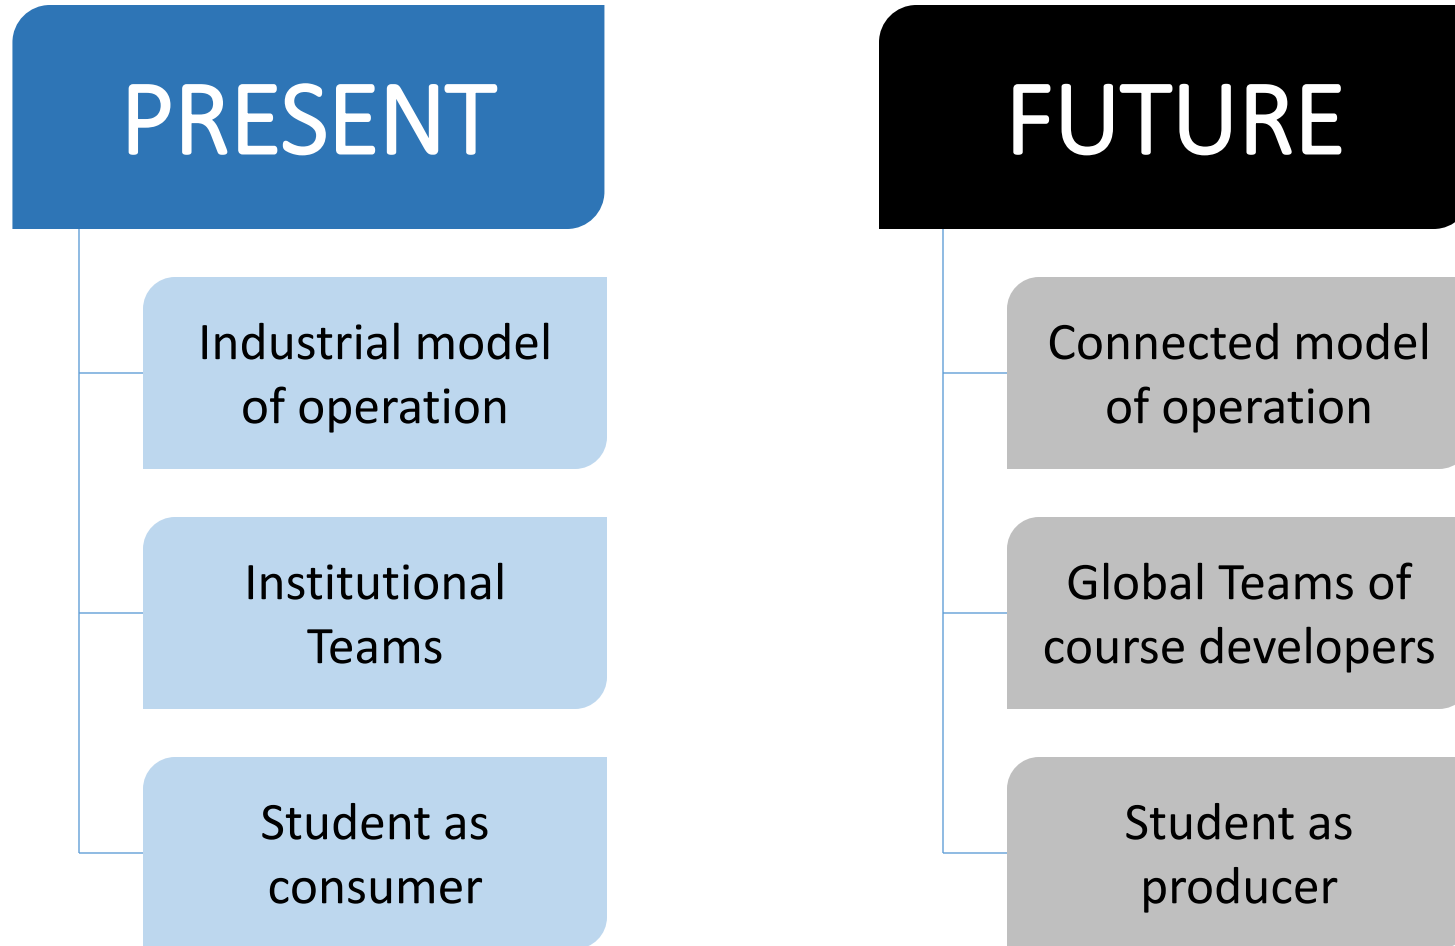 PRESENT
Industrial model
of operation
Institutional
Teams
Student as
consumer
FUTURE
Connected model
of operation
Global Teams of
course developers
Student as
producer